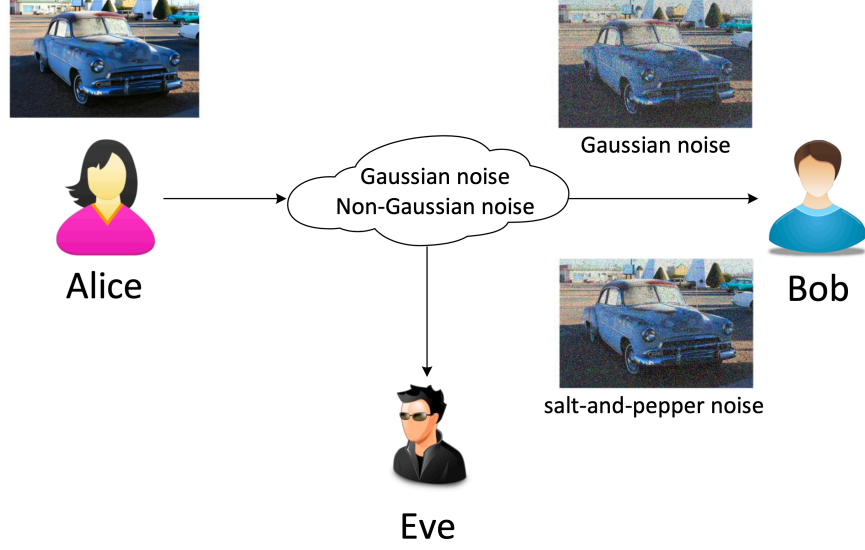 Gaussian noise
Gaussian noise
Non-Gaussian noise
Alice
Bob
salt-and-pepper noise
Eve